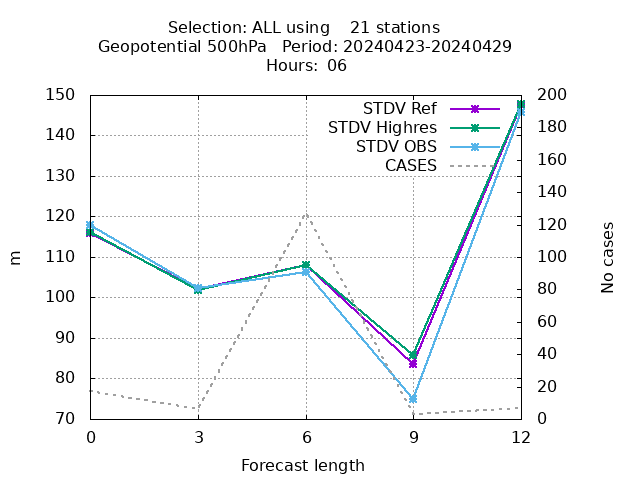 Selection: ALL using    21 stations
Geopotential 500hPa   Period: 20240423-20240429
Hours: 06
STDV Ref
STDV Highres
STDV OBS
CASES
150
140
130
120
110
100
90
80
70
200
180
160
140
120
100
80
60
40
20
0
m
No cases
0 3 6 9 12
Forecast length